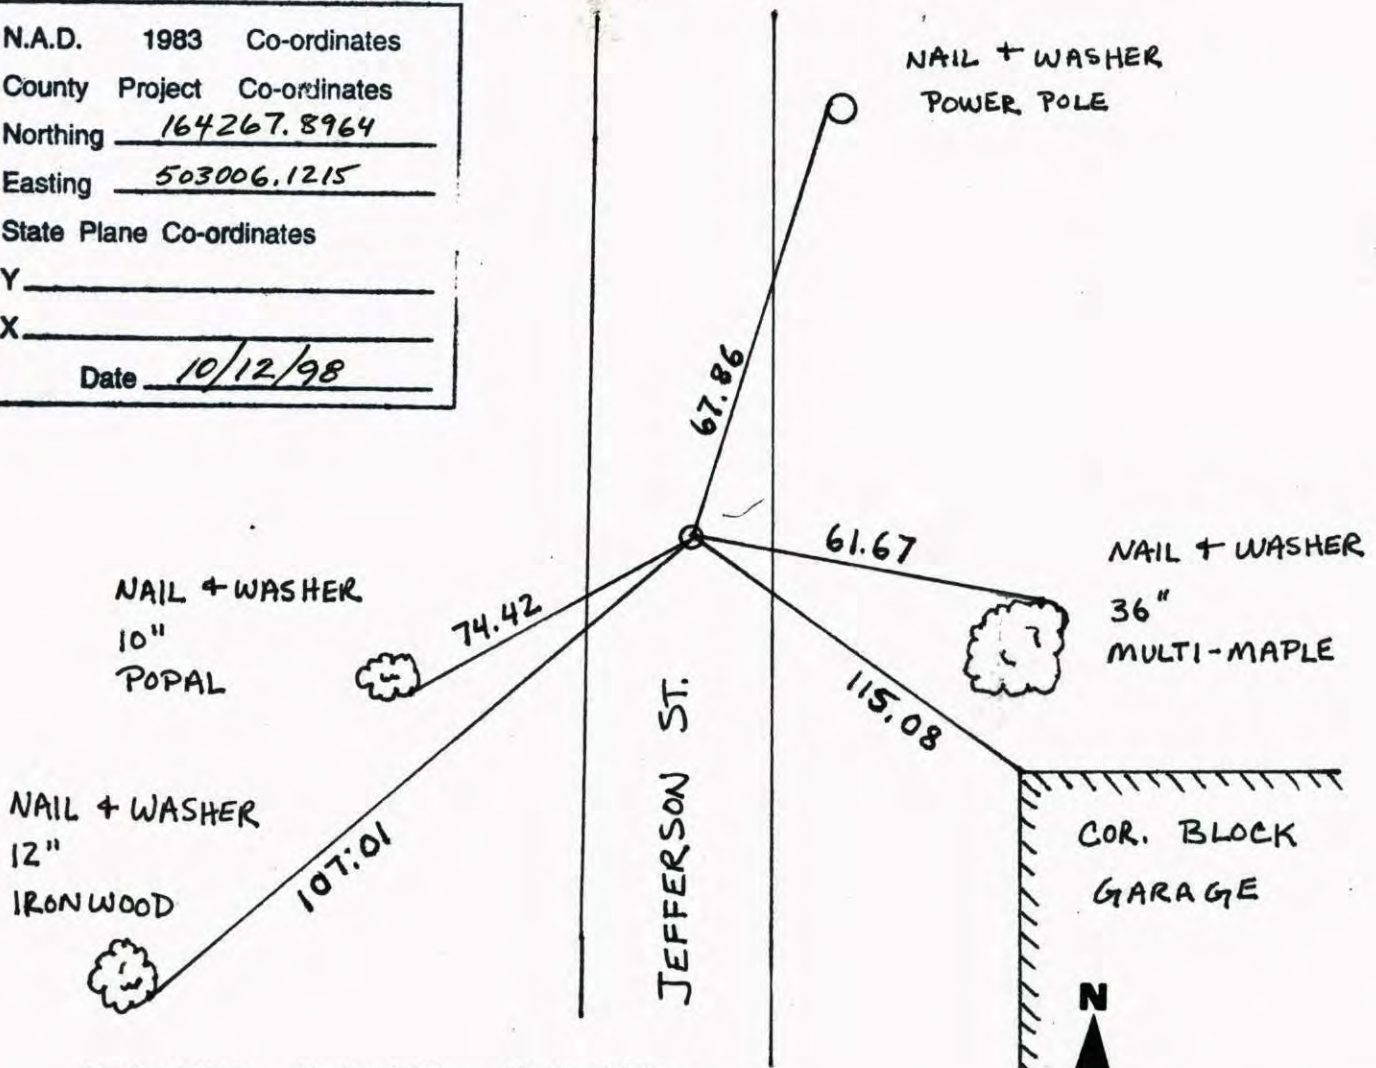 N.A.D. 1983 Co-ordinates
County Project Co-ordinates
Northing 164267.8964
Easting 503006.1215
State Plane Co-ordinates
Y
X
Date 10/12/98
NAIL + WASHER
POWER POLE
67.86
61.67
NAIL + WASHER
36"
MULTI-MAPLE
NAIL + WASHER
10"
POPAL
74.42
115.08
JEFFERSON ST.
NAIL + WASHER
12"
IRONWOOD
107.01
COR. BLOCK
GARAGE
N